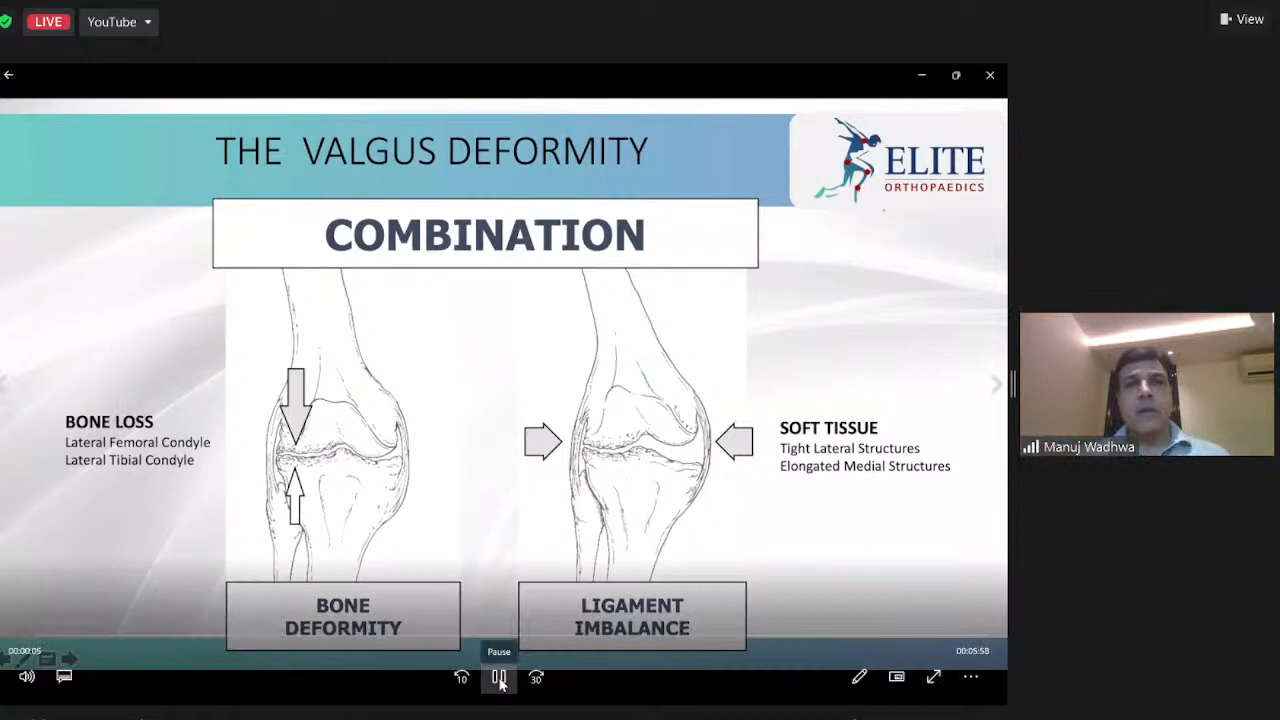 LIVE
YouTube
View
THE VALGUS DEFORMITY
ELITE
ORTHOPAEDICS
COMBINATION
BONE LOSS
Lateral Femoral Condyle
Lateral Tibial Condyle
SOFT TISSUE
Tight Lateral Structures
Elongated Medial Structures
Manuj Wadhwa
BONE
DEFORMITY
LIGAMENT
IMBALANCE
00:00:05
Pause
00:05:58
10
30